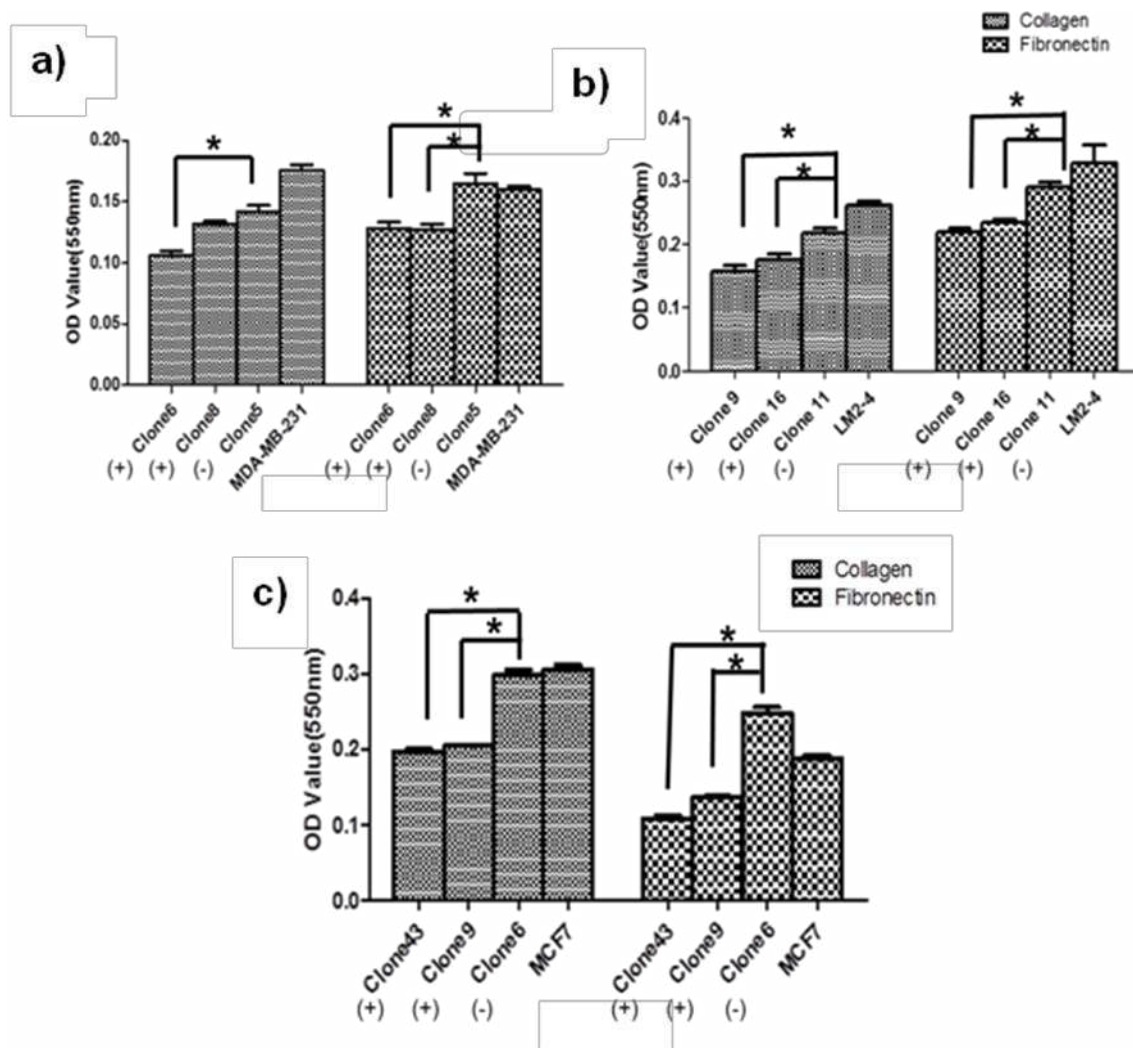 a)
OD Value(550nm)
0.20
0.15
0.10
0.05
0.00
*
*
*
Clone6
Clone8
Clone5
MDA-MB-231
Clone6
Clone8
Clone5
MDA-MB-231
(+) (+) (-)
(+) (+) (-)
Collagen
Fibronectin
b)
OD Value(550nm)
0.4
0.3
0.2
0.1
0.0
*
*
*
*
Clone 9
Clone 16
Clone 11
LM2-4
Clone 9
Clone 16
Clone 11
LM2-4
(+) (+) (-)
(+) (+) (-)
c)
Collagen
Fibronectin
OD Value(550nm)
0.4
0.3
0.2
0.1
0.0
*
*
*
*
Clone43
Clone9
Clone6
MCF7
Clone43
Clone9
Clone6
MCF7
(+) (+) (-)
(+) (+) (-)